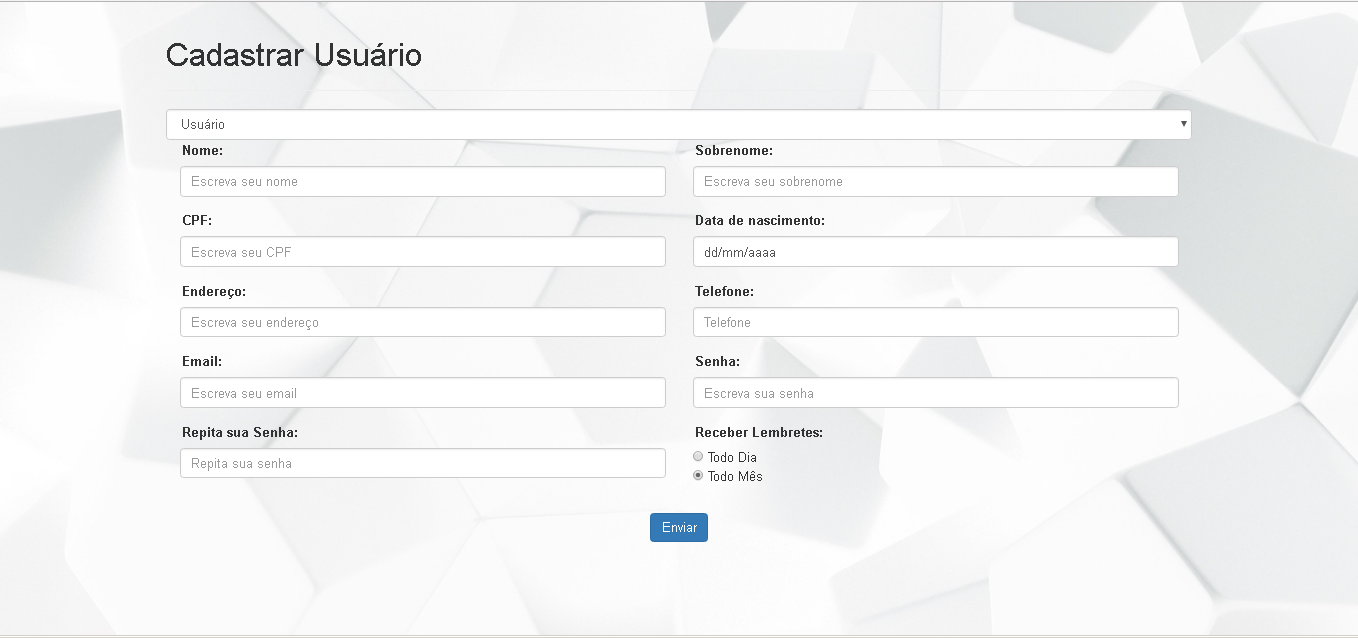 Cadastrar Usuário
Usuário
Nome:
Sobrenome:
Escreva seu nome
Escreva seu sobrenome
CPF:
Data de nascimento:
Escreva seu CPF
dd/mm/aaaa
Endereço:
Telefone:
Escreva seu endereço
Telefone
Email:
Senha:
Escreva seu email
Escreva sua senha
Repita sua Senha:
Receber Lembretes:
Repita sua senha
Todo Dia
Todo Mês
Enviar